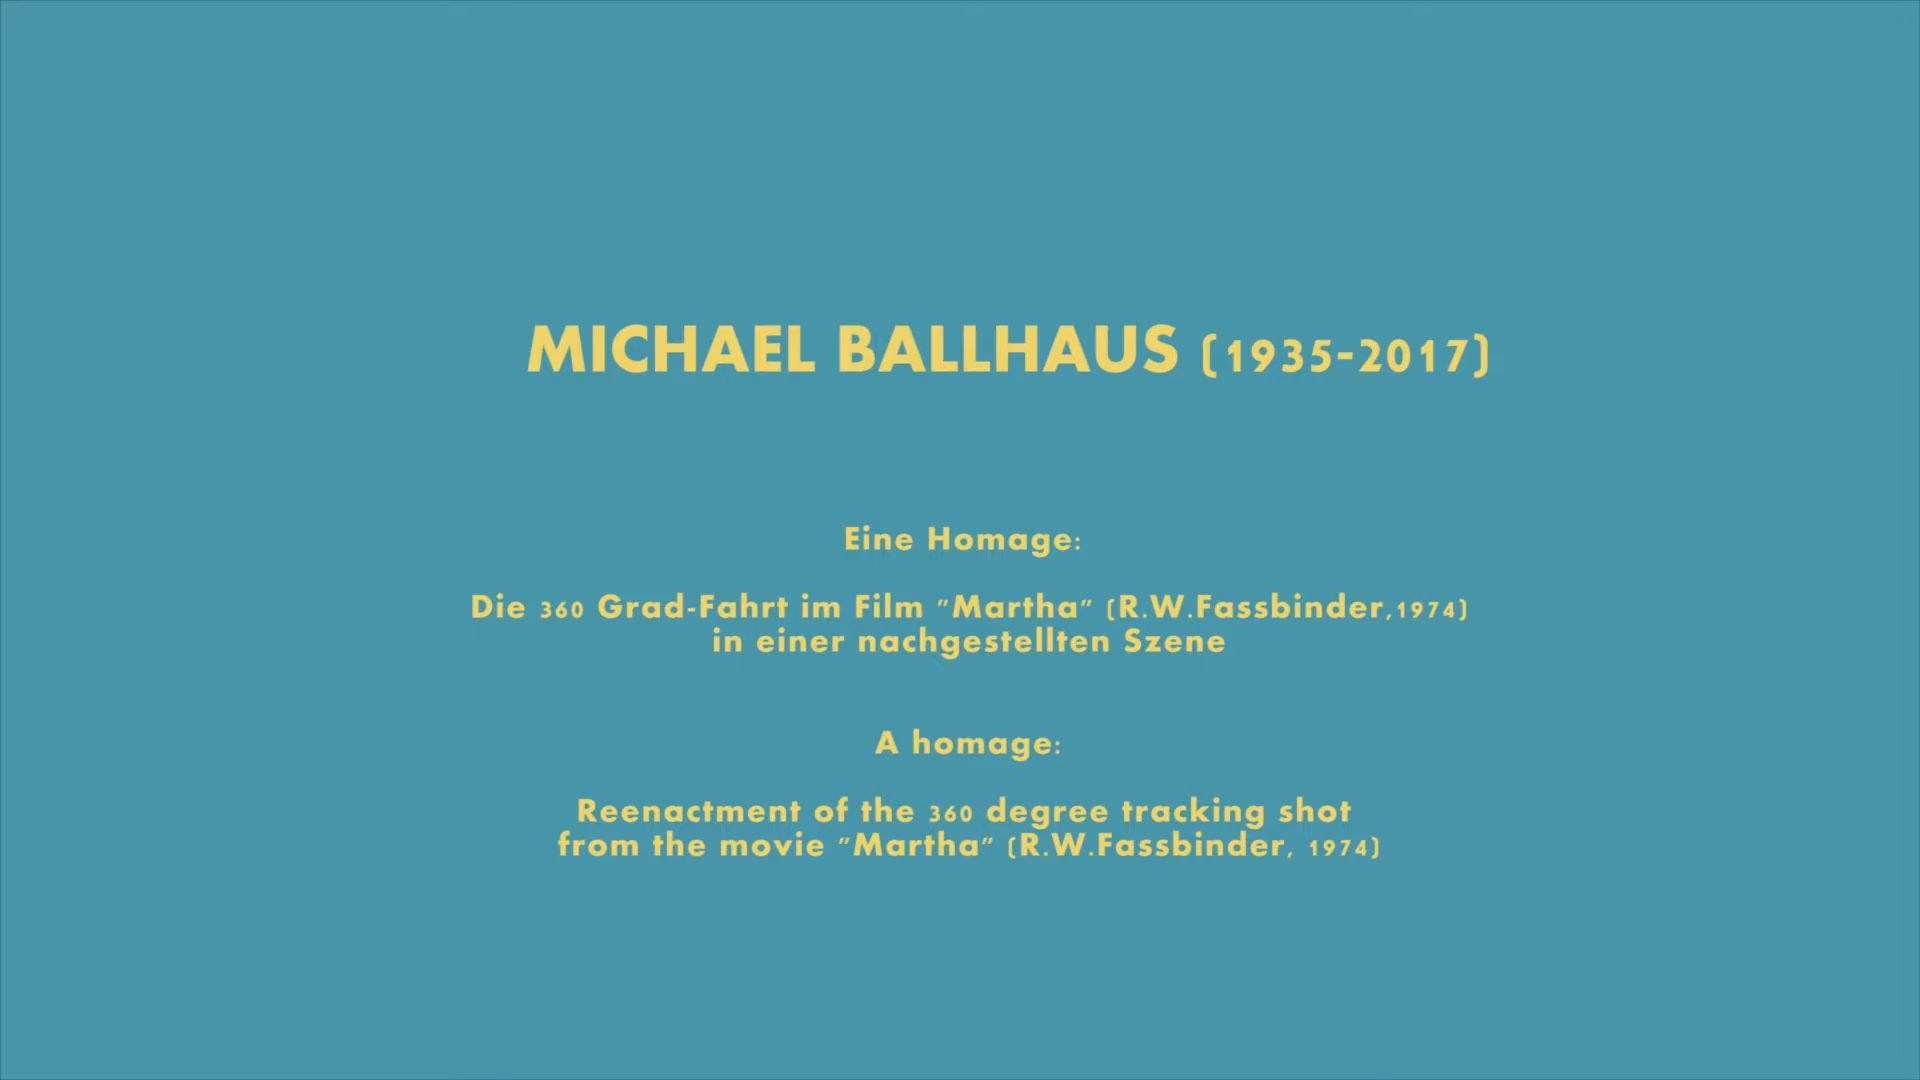 MICHAEL BALLHAUS (1935-2017)
Eine Homage:
Die 360 Grad-Fahrt im Film "Martha" (R.W.Fassbinder,1974)
in einer nachgestellten Szene
A homage:
Reenactment of the 360 degree tracking shot
from the movie "Martha" (R.W.Fassbinder, 1974)